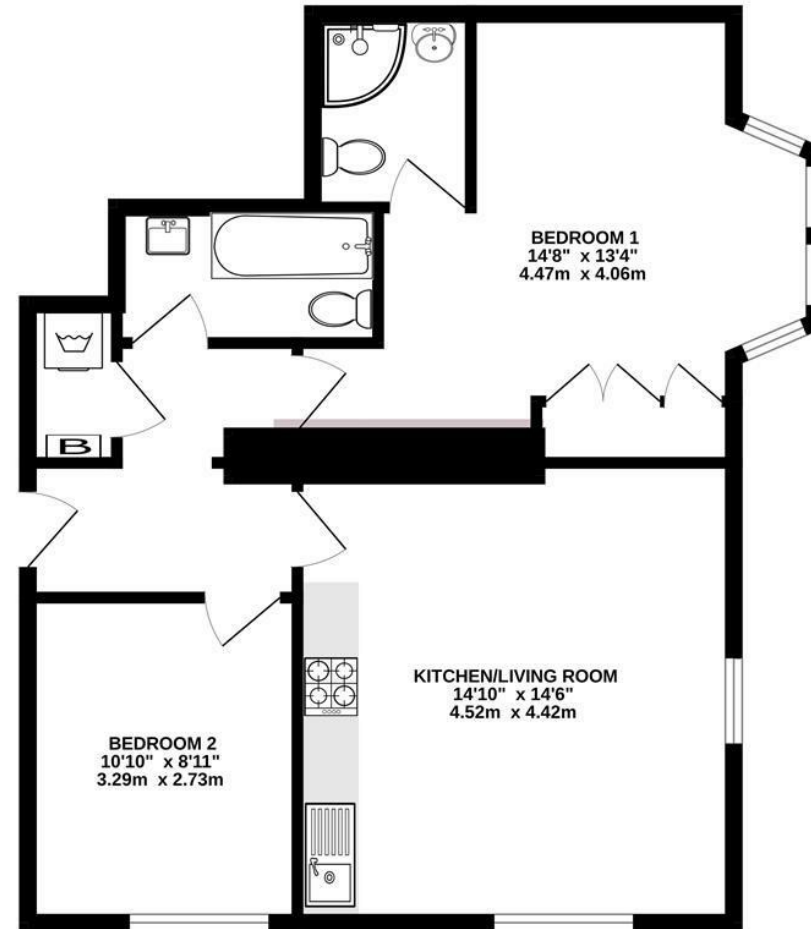 BEDROOM 1
14'8" x 13'4"
4.47m x 4.06m
B
KITCHEN/LIVING ROOM
14'10" x 14'6"
4.52m x 4.42m
BEDROOM 2
10'10" x 8'11"
3.29m x 2.73m